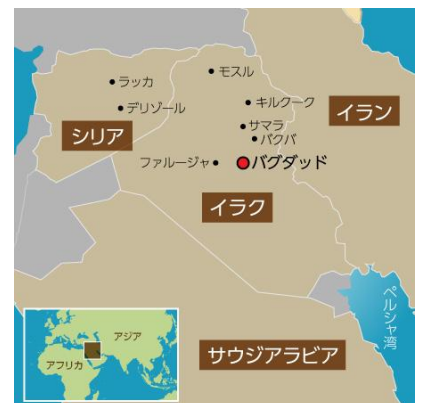 モスル
ラッカ
キルクーク
デリゾール
イラン
サマラ
シリア
バクバ
ファルージャ
バグダッド
イラク
ペルシャ湾
アジア
サウジアラビア
アフリカ